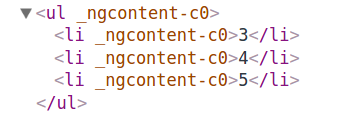 ▼<ul _ngcontent-c0>
<li _ngcontent-c0>3</li>
<li _ngcontent-c0>4</li>
<li _ngcontent-c0>5</li>
</ul>